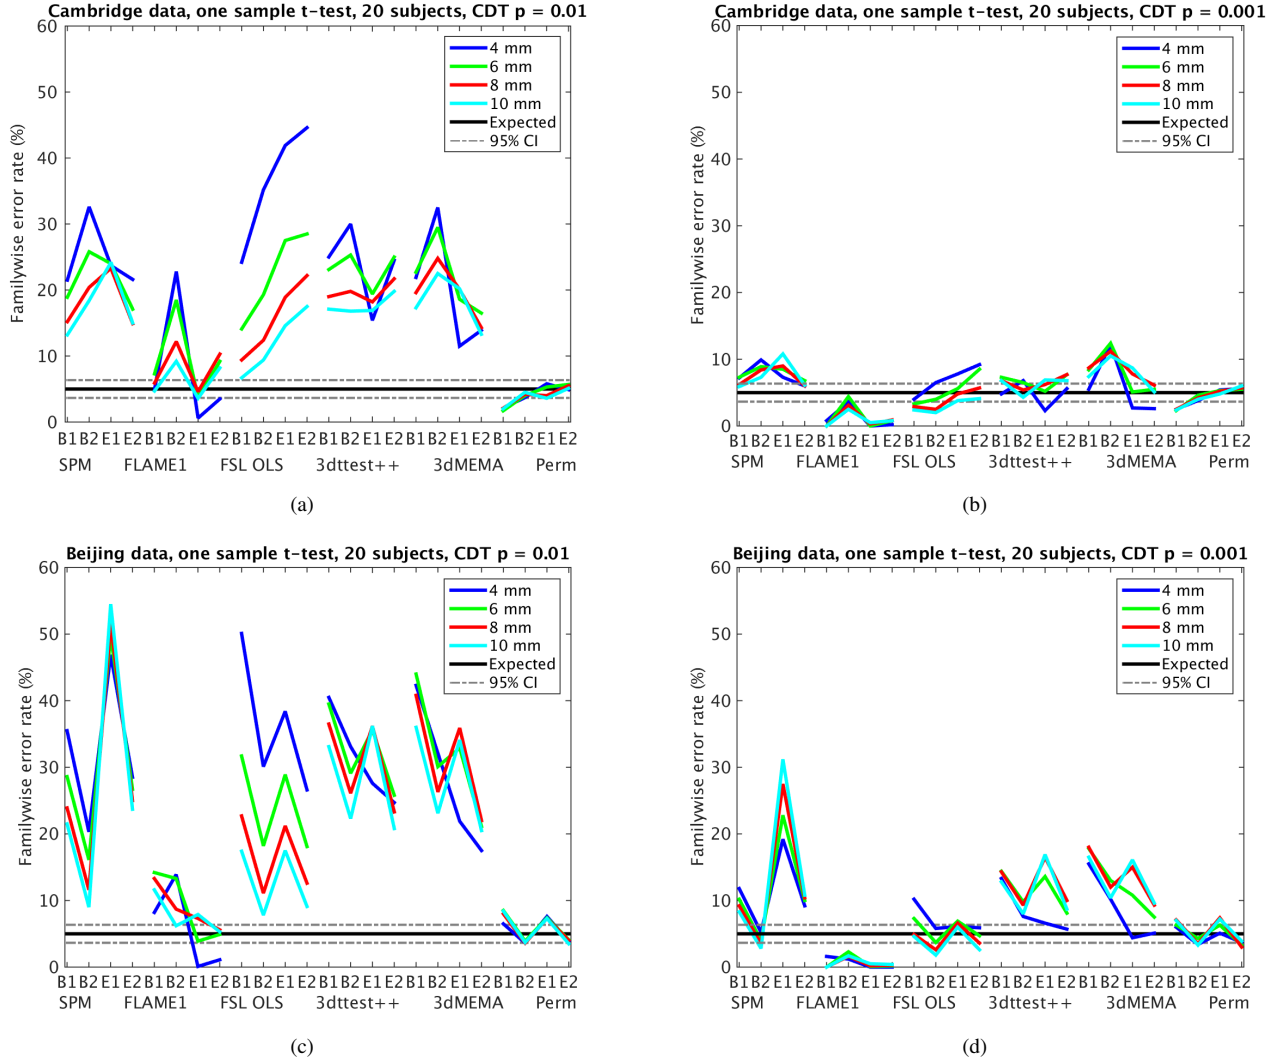 Cambridge data, one sample t-test, 20 subjects, CDT p = 0.01
60
50
40
30
20
10
0
Familywise error rate (%)
4 mm
6 mm
8 mm
10 mm
Expected
95% CI
B1 B2 E1 E2 B1 B2 E1 E2 B1 B2 E1 E2 B1 B2 E1 E2 B1 B2 E1 E2 B1 B2 E1 E2
SPM FLAME1 FSL OLS 3dttest++ 3dMEMA Perm
(a)
Cambridge data, one sample t-test, 20 subjects, CDT p = 0.001
60
50
40
30
20
10
0
Familywise error rate (%)
4 mm
6 mm
8 mm
10 mm
Expected
95% CI
B1 B2 E1 E2 B1 B2 E1 E2 B1 B2 E1 E2 B1 B2 E1 E2 B1 B2 E1 E2 B1 B2 E1 E2
SPM FLAME1 FSL OLS 3dttest++ 3dMEMA Perm
(b)
Beijing data, one sample t-test, 20 subjects, CDT p = 0.01
60
50
40
30
20
10
0
Familywise error rate (%)
4 mm
6 mm
8 mm
10 mm
Expected
95% CI
B1 B2 E1 E2 B1 B2 E1 E2 B1 B2 E1 E2 B1 B2 E1 E2 B1 B2 E1 E2 B1 B2 E1 E2
SPM FLAME1 FSL OLS 3dttest++ 3dMEMA Perm
(c)
Beijing data, one sample t-test, 20 subjects, CDT p = 0.001
60
50
40
30
20
10
0
Familywise error rate (%)
4 mm
6 mm
8 mm
10 mm
Expected
95% CI
B1 B2 E1 E2 B1 B2 E1 E2 B1 B2 E1 E2 B1 B2 E1 E2 B1 B2 E1 E2 B1 B2 E1 E2
SPM FLAME1 FSL OLS 3dttest++ 3dMEMA Perm
(d)